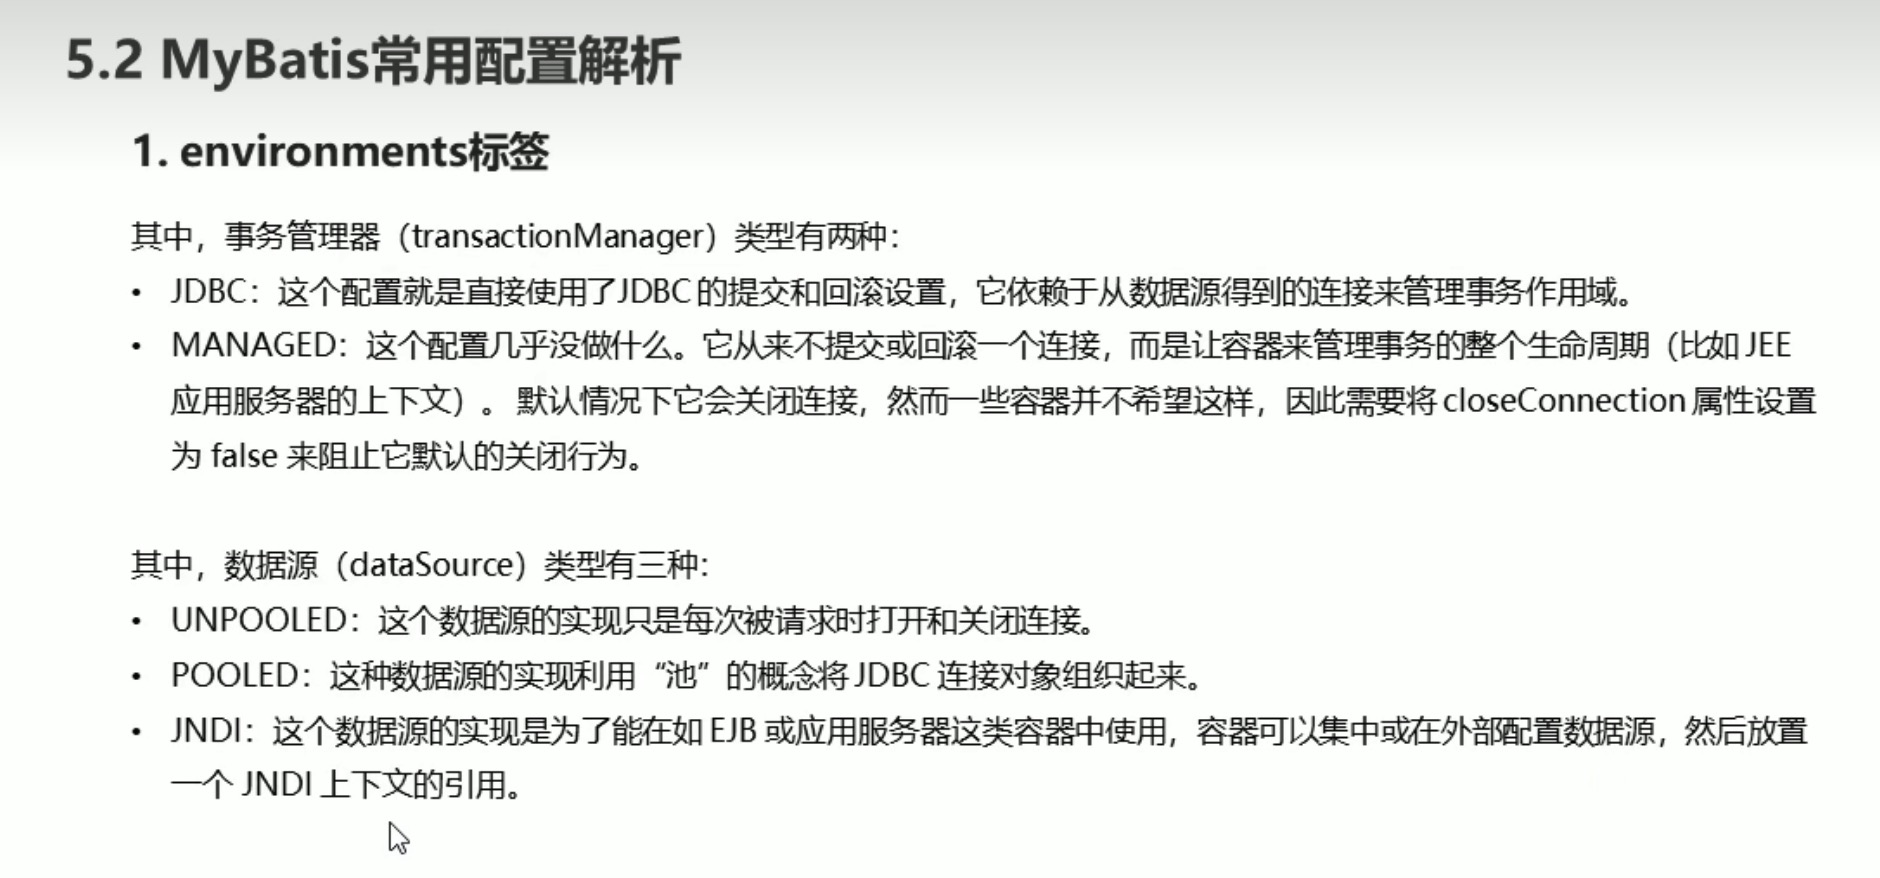 5.2 MyBatis常用配置解析
1. environments标签
其中，事务管理器（transactionManager）类型有两种：
• JDBC：这个配置就是直接使用了JDBC 的提交和回滚设置，它依赖于从数据源得到的连接来管理事务作用域。
• MANAGED：这个配置几乎没做什么。它从来不提交或回滚一个连接，而是让容器来管理事务的整个生命周期（比如 JEE
应用服务器的上下文）。 默认情况下它会关闭连接，然而一些容器并不希望这样，因此需要将 closeConnection 属性设置
为 false 来阻止它默认的关闭行为。
其中，数据源（dataSource）类型有三种：
• UNPOOLED：这个数据源的实现只是每次被请求时打开和关闭连接。
• POOLED：这种数据源的实现利用“池”的概念将 JDBC 连接对象组织起来。
• JNDI：这个数据源的实现是为了能在如 EJB 或应用服务器这类容器中使用，容器可以集中或在外部配置数据源，然后放置
一个 JNDI 上下文的引用。